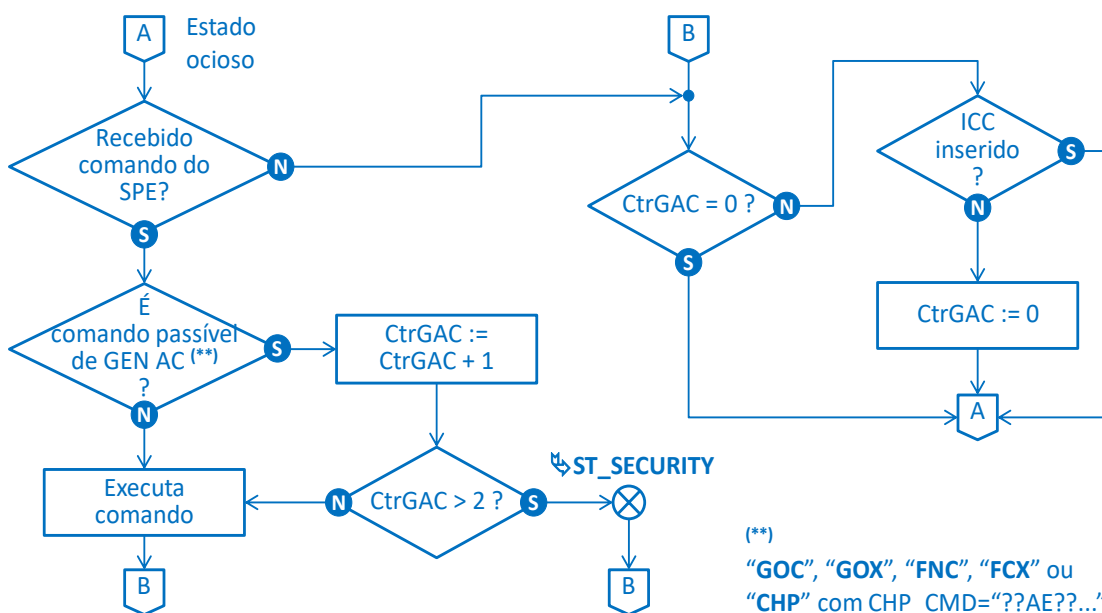 A
Estado
ocioso
Recebido
comando do
SPE?
N
S
É
comando passível
de GEN AC (**)
?
S
N
CtrGAC :=
CtrGAC + 1
CtrGAC > 2 ?
N
S
ST_SECURITY
Executa
comando
B
B
B
CtrGAC = 0 ?
N
S
ICC
inserido
?
S
N
CtrGAC := 0
A
(**)
“GOC”, “GOX”, “FNC”, “FCX” ou
“CHP” com CHP_CMD=“??AE??...”